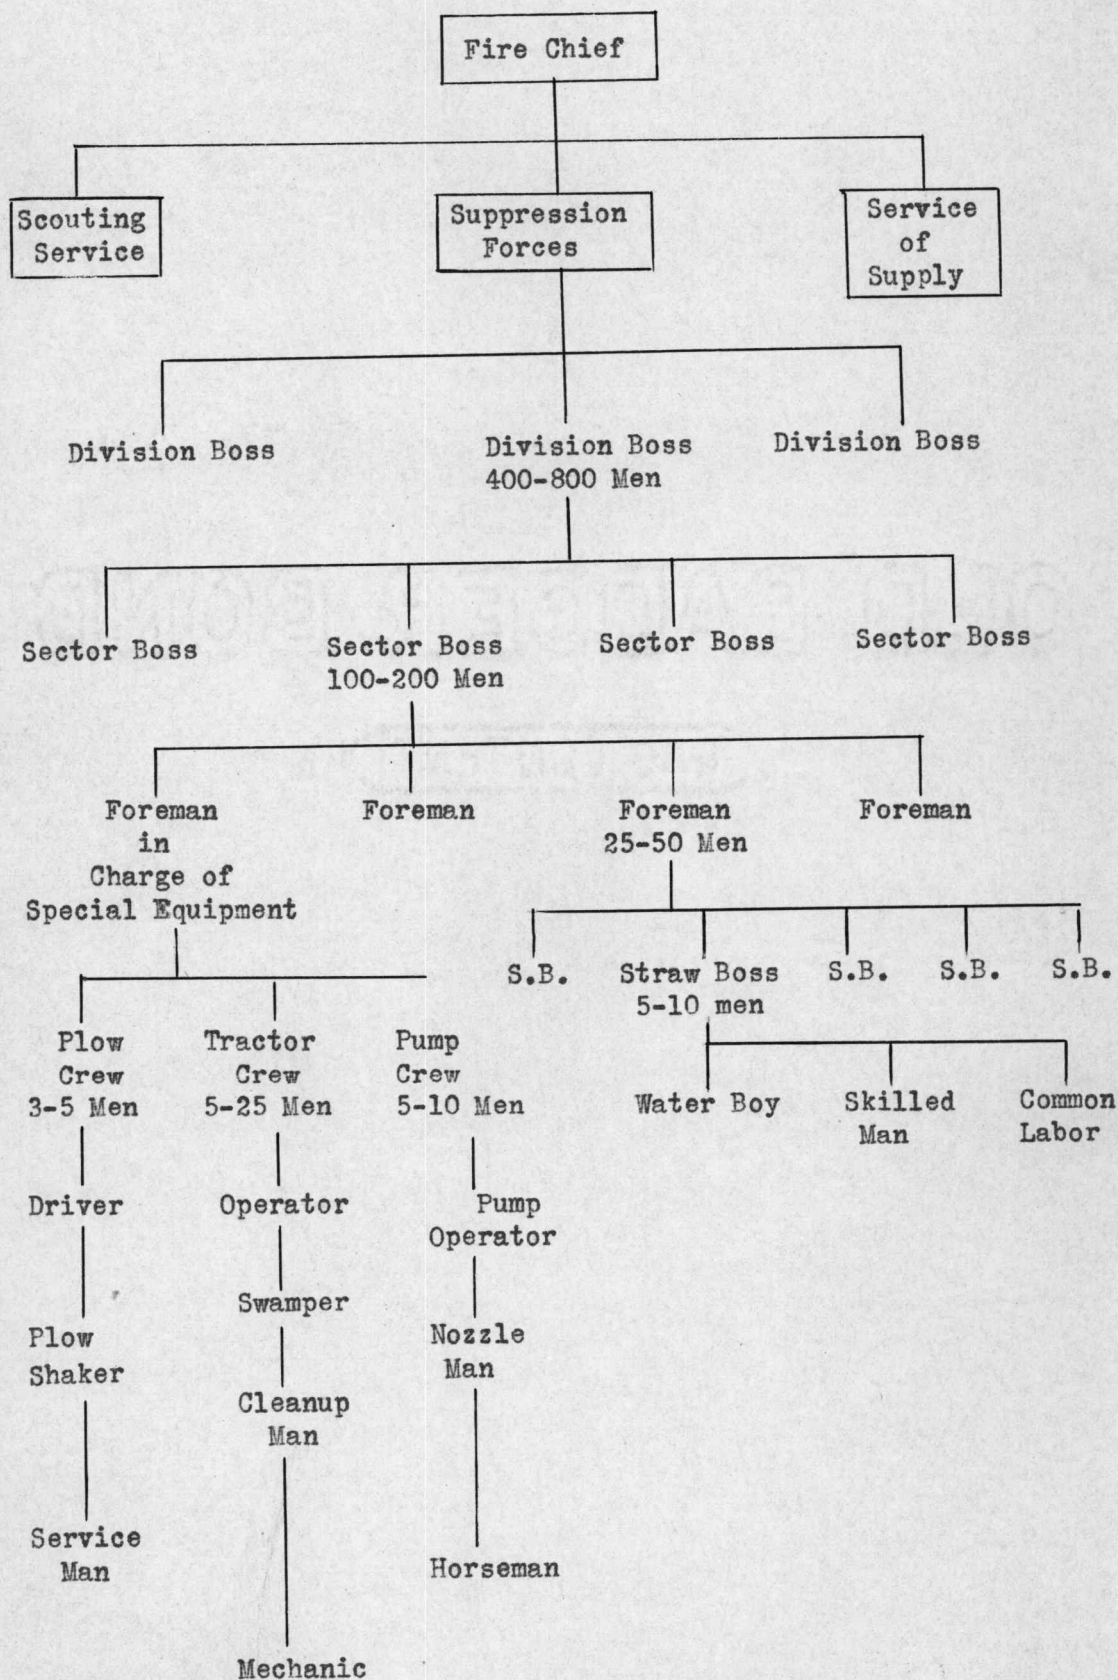 Fire Chief
Scouting
Service
Suppression
Forces
Service
of
Supply
Division Boss
Division Boss
400-800 Men
Division Boss
Sector Boss
Sector Boss
100-200 Men
Sector Boss
Sector Boss
Foreman
in
Charge of
Special Equipment
Foreman
Foreman
25-50 Men
Foreman
S.B.
Straw Boss
5-10 men
S.B.
S.B.
S.B.
Plow
Crew
3-5 Men
Tractor
Crew
5-25 Men
Pump
Crew
5-10 Men
Water Boy
Skilled
Man
Common
Labor
Driver
Operator
Pump
Operator
Swamper
Plow
Shaker
Nozzle
Man
Cleanup
Man
Service
Man
Horseman
Mechanic